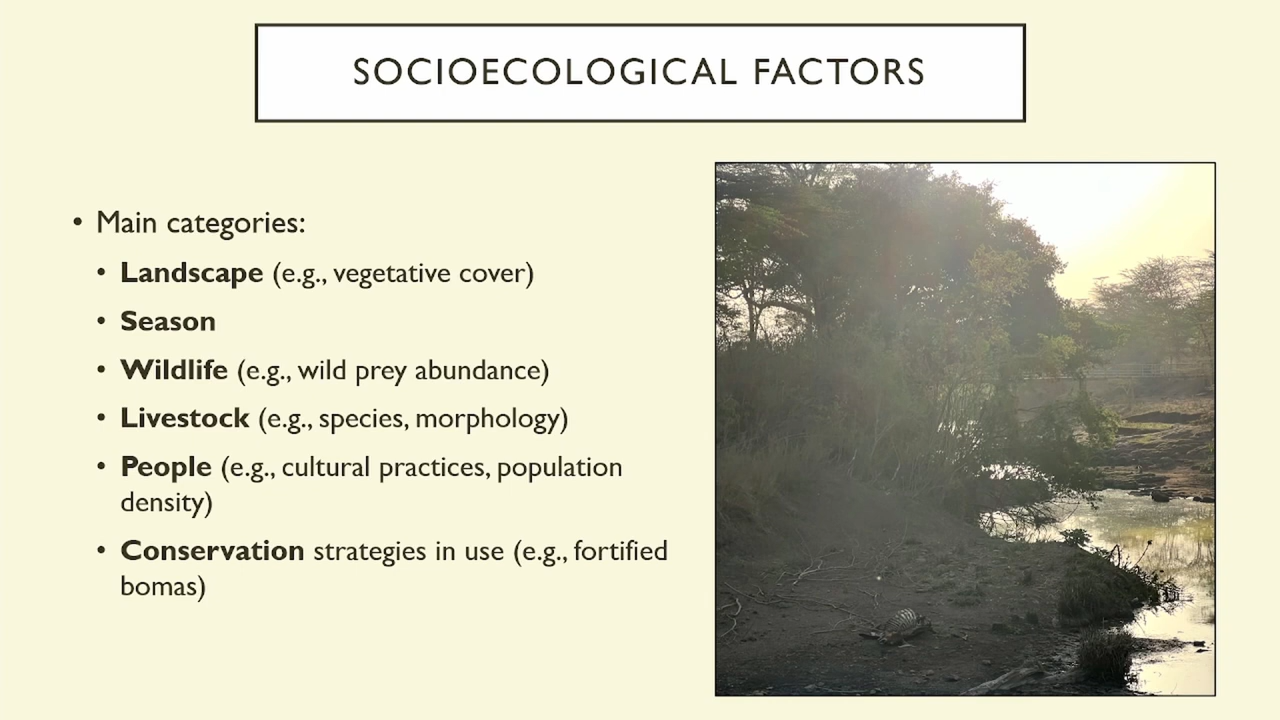 SOCIOECOLOGICAL FACTORS
• Main categories:
• Landscape (e.g., vegetative cover)
• Season
• Wildlife (e.g., wild prey abundance)
• Livestock (e.g., species, morphology)
• People (e.g., cultural practices, population
density)
• Conservation strategies in use (e.g., fortified
bomas)